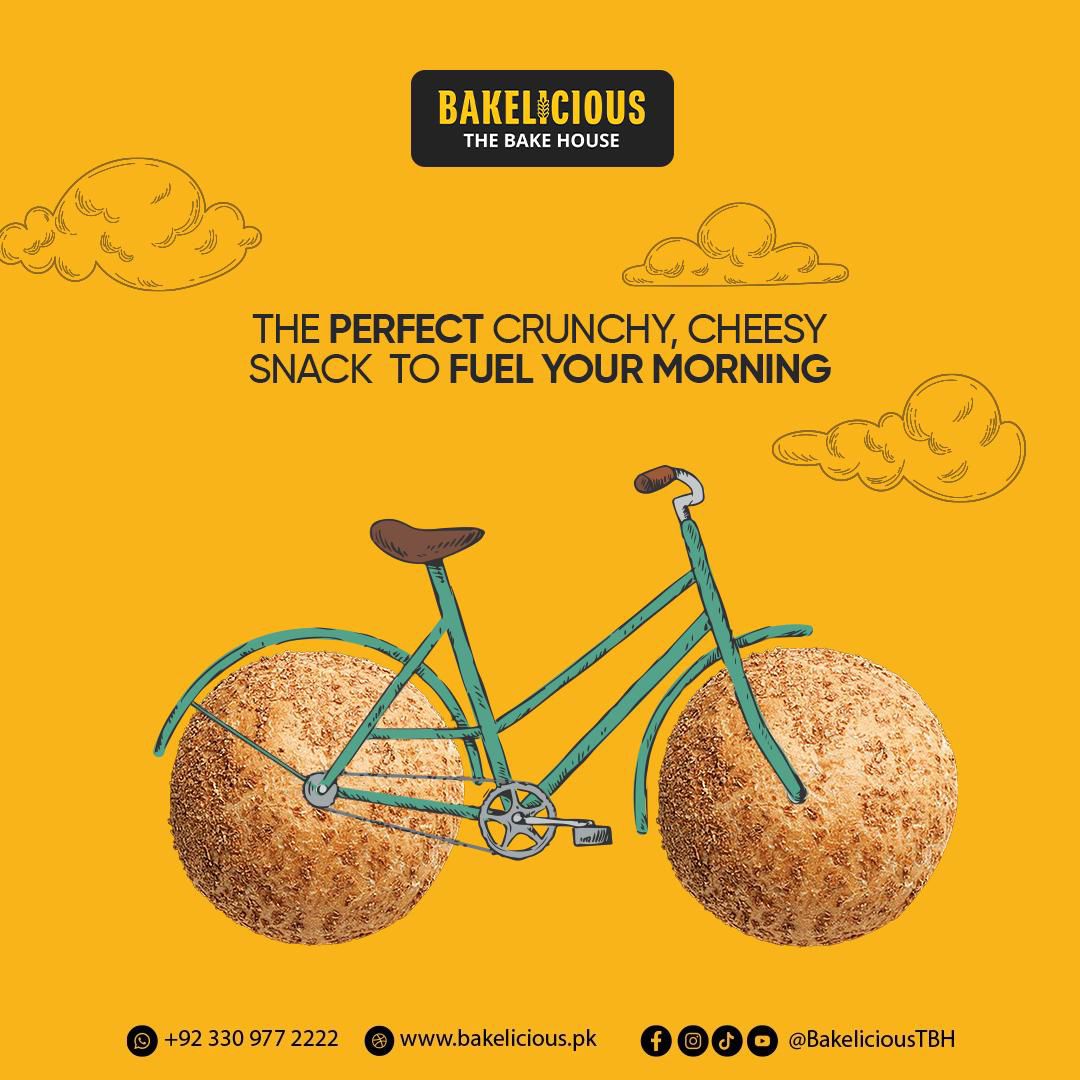 BAKELICIOUS
THE BAKE HOUSE
THE PERFECT CRUNCHY, CHEESY
SNACK TO FUEL YOUR MORNING
+92 330 977 2222 www.bakelicious.pk @BakeliciousTBH